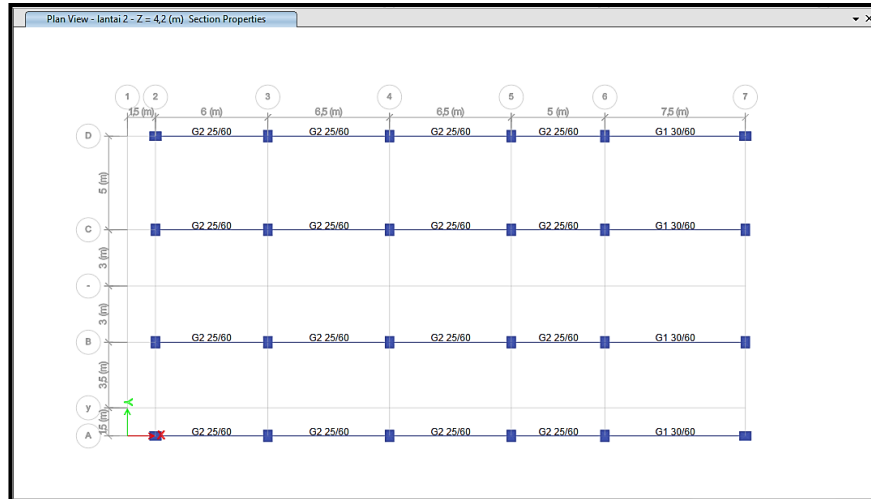 Plan View - lantai 2 - Z = 4,2 (m) Section Properties
1 2 3 4 5 6 7
1,5 (m) 6 (m) 6,5 (m) 6,5 (m) 5 (m) 7,5 (m)
D G2 25/60 G2 25/60 G2 25/60 G2 25/60 G1 30/60
5 (m)
C G2 25/60 G2 25/60 G2 25/60 G2 25/60 G1 30/60
3 (m)
-
3 (m)
B G2 25/60 G2 25/60 G2 25/60 G2 25/60 G1 30/60
3,5 (m)
y Y
1,5 (m)
A X G2 25/60 G2 25/60 G2 25/60 G2 25/60 G1 30/60